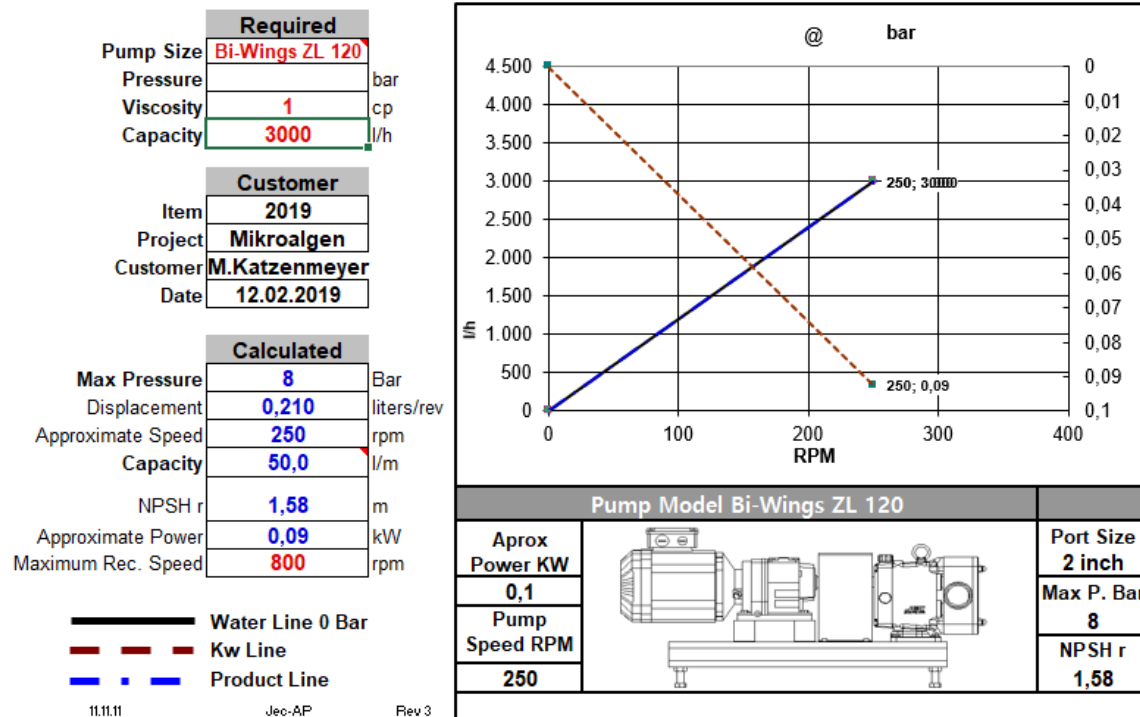 Required
Pump Size Bi-Wings ZL 120
Pressure bar
Viscosity 1 cp
Capacity 3000 l/h
Customer
Item 2019
Project Mikroalgen
Customer M.Katzenmeyer
Date 12.02.2019
Calculated
Max Pressure 8 Bar
Displacement 0,210 liters/rev
Approximate Speed 250 rpm
Capacity 50,0 l/m
NPSH r 1,58 m
Approximate Power 0,09 kW
Maximum Rec. Speed 800 rpm
Water Line 0 Bar
Kw Line
Product Line
11.11.11 Jec-AP Rev 3
@ bar
4.500 0
4.000 0,01
3.500 0,02
3.000 0,03
2.500 0,04
2.000 0,05
1.500 0,06
1.000 0,07
500 0,08
0 0,09
0,1
250; 3000
250; 0,09
l/h
0 100 200 300 400
RPM
Pump Model Bi-Wings ZL 120
Aprox
Power KW
0,1
Pump
Speed RPM
250
Port Size
2 inch
Max P. Bar
8
NPSH r
1,58